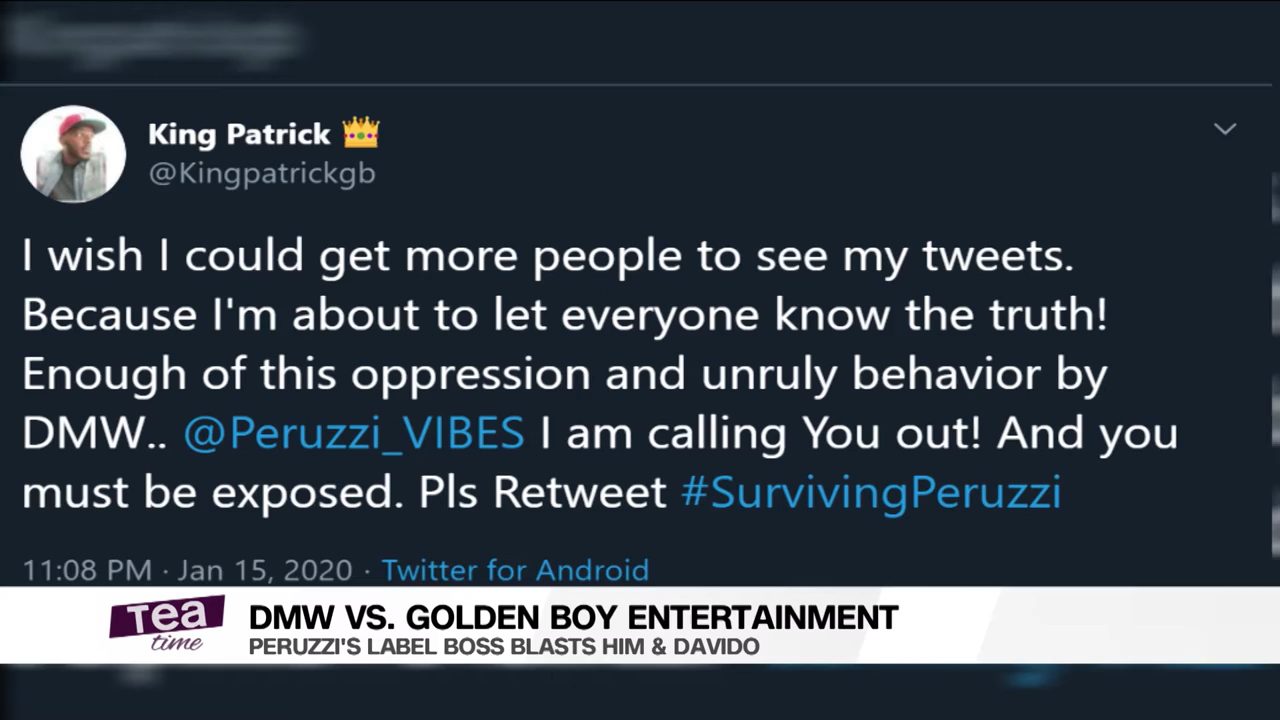 King Patrick 👑
@Kingpatrickgb
I wish I could get more people to see my tweets.
Because I'm about to let everyone know the truth!
Enough of this oppression and unruly behavior by
DMW.. @Peruzzi_VIBES I am calling You out! And you
must be exposed. Pls Retweet #SurvivingPeruzzi
11:08 PM · Jan 15, 2020 · Twitter for Android
Tea
time
DMW VS. GOLDEN BOY ENTERTAINMENT
PERUZZI'S LABEL BOSS BLASTS HIM & DAVIDO